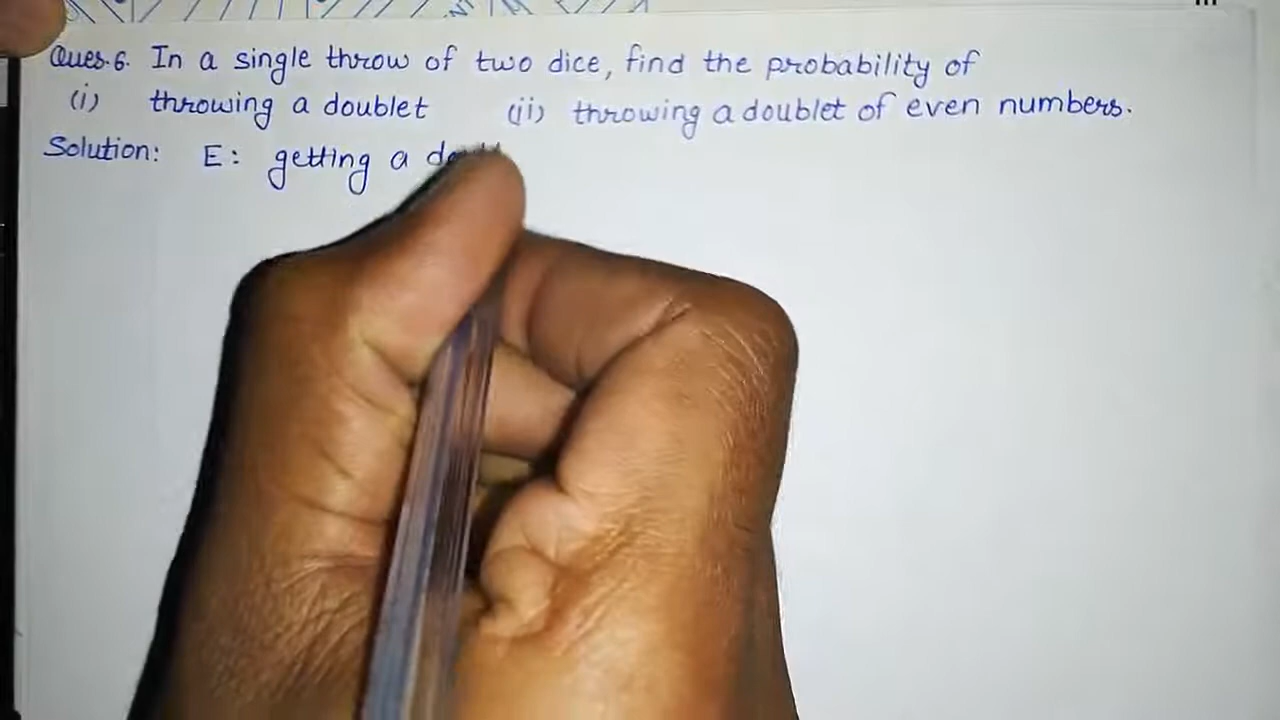 Ques.6. In a single throw of two dice, find the probability of
(i) throwing a doublet (ii) throwing a doublet of even numbers.
Solution: E: getting a